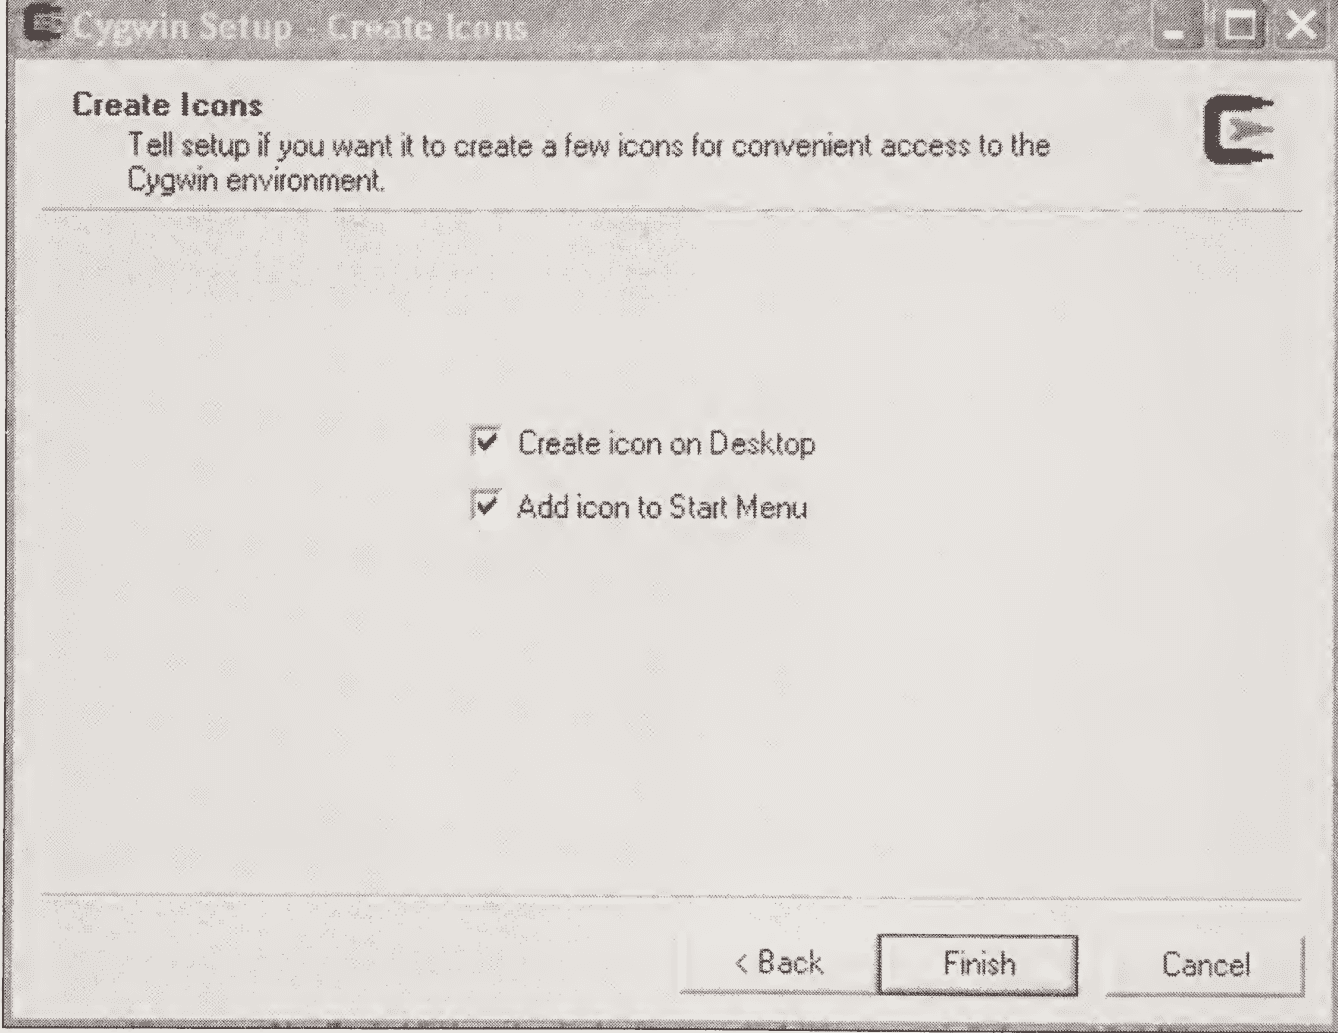 Cygwin Setup - Create Icons
Create Icons
Tell setup if you want it to create a few icons for convenient access to the
Cygwin environment.
Create icon on Desktop
Add icon to Start Menu
< Back
Finish
Cancel